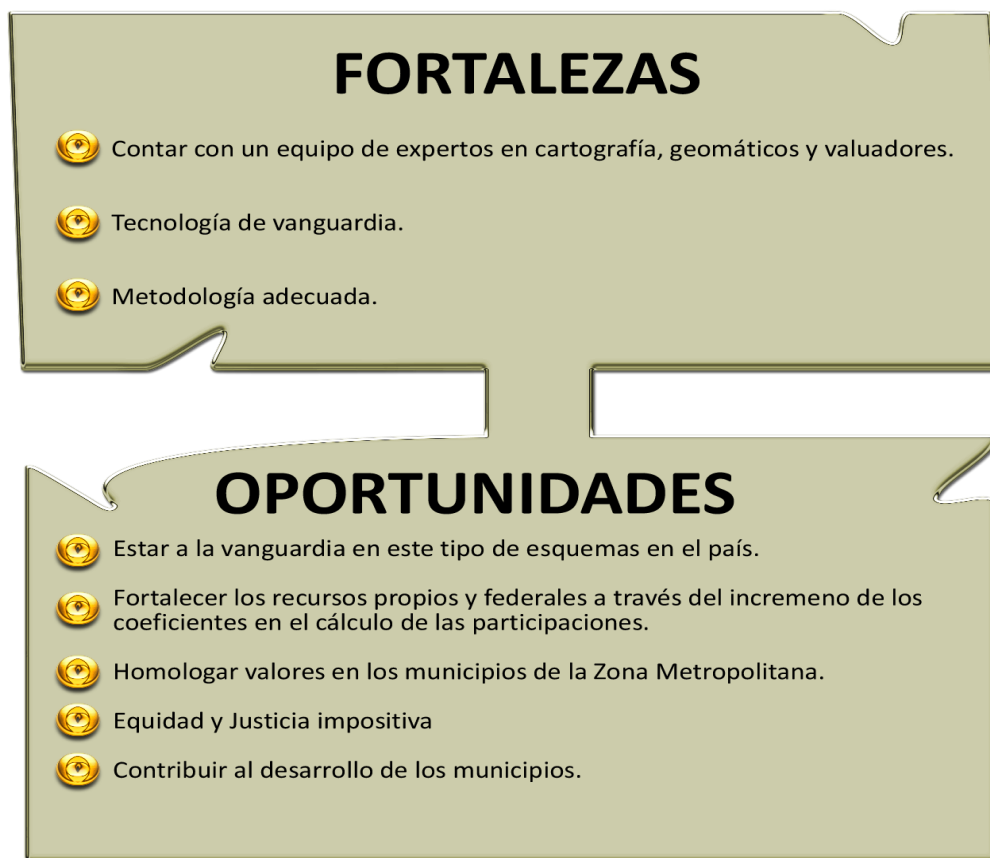 FORTALEZAS
Contar con un equipo de expertos en cartografía, geomáticos y valuadores.
Tecnología de vanguardia.
Metodología adecuada.
OPORTUNIDADES
Estar a la vanguardia en este tipo de esquemas en el país.
Fortalecer los recursos propios y federales a través del incremeno de los
coeficientes en el cálculo de las participaciones.
Homologar valores en los municipios de la Zona Metropolitana.
Equidad y Justicia impositiva
Contribuir al desarrollo de los municipios.